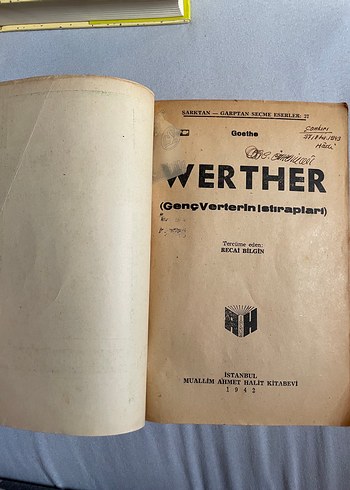 ŞARKTAN — GARPTAN SEÇME ESERLER: 21
Goethe
WERTHER
(Genç Verterin Istırapları)
Tercüme eden:
RECAİ BİLGİN
A H
İSTANBUL
MUALLİM AHMET HALİT KİTABEVİ
1942